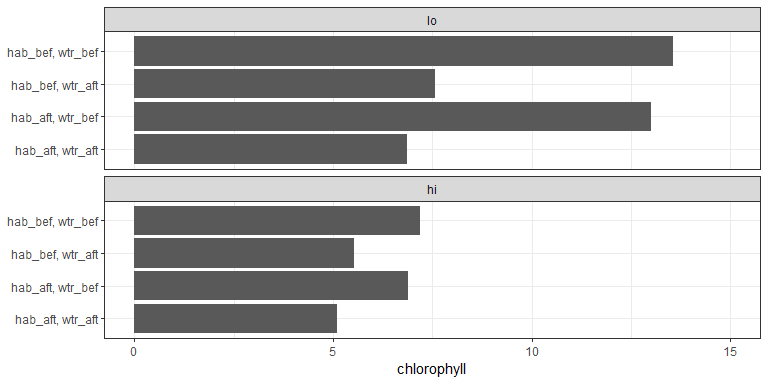 lo
hab_bef, wtr_bef
hab_bef, wtr_aft
hab_aft, wtr_bef
hab_aft, wtr_aft
hi
hab_bef, wtr_bef
hab_bef, wtr_aft
hab_aft, wtr_bef
hab_aft, wtr_aft
0 5 10 15
chlorophyll